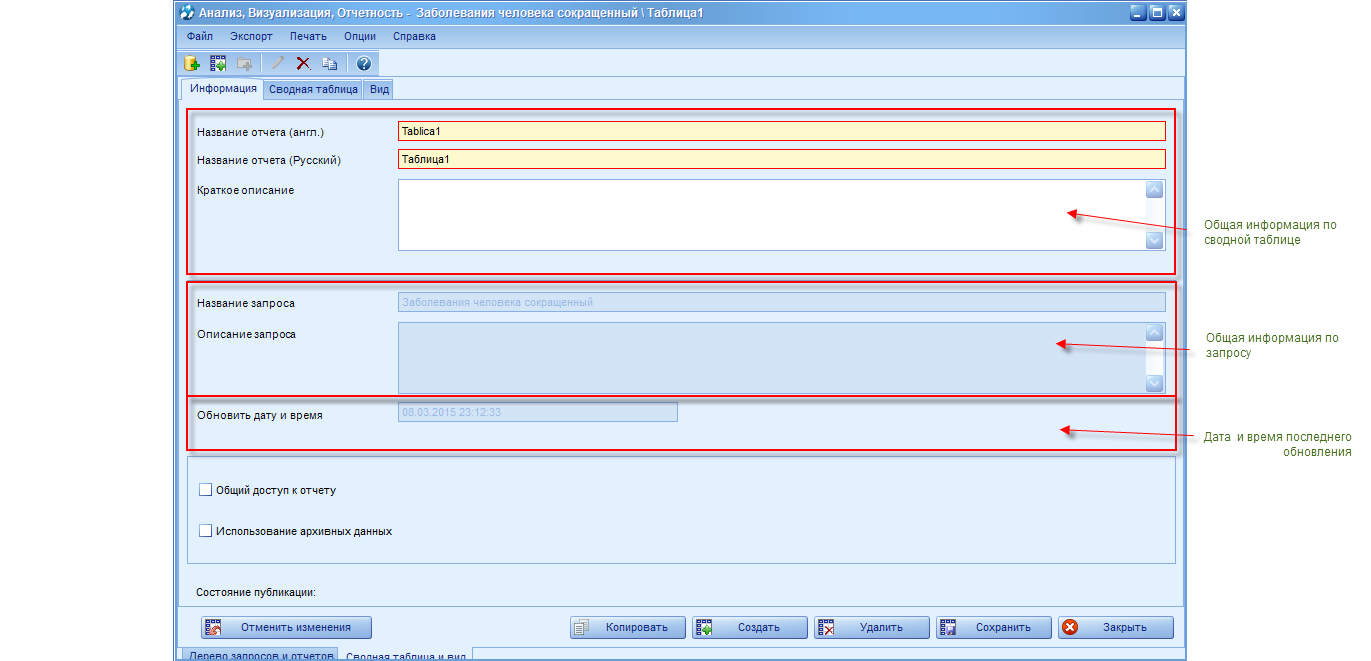 Анализ, Визуализация, Отчетность - Заболевания человека сокращенный \ Таблица1
Файл Экспорт Печать Опции Справка
Информация Сводная таблица Вид
Название отчета (англ.) Tablica1
Название отчета (Русский) Таблица1
Краткое описание
Общая информация по
сводной таблице
Название запроса Заболевания человека сокращенный
Описание запроса
Общая информация по
запросу
Обновить дату и время 08.03.2015 23:12:33
Дата и время последнего
обновления
Общий доступ к отчету
Использование архивных данных
Состояние публикации:
Отменить изменения Копировать Создать Удалить Сохранить Закрыть
Дерево запросов и отчетов Сводная таблица и вид